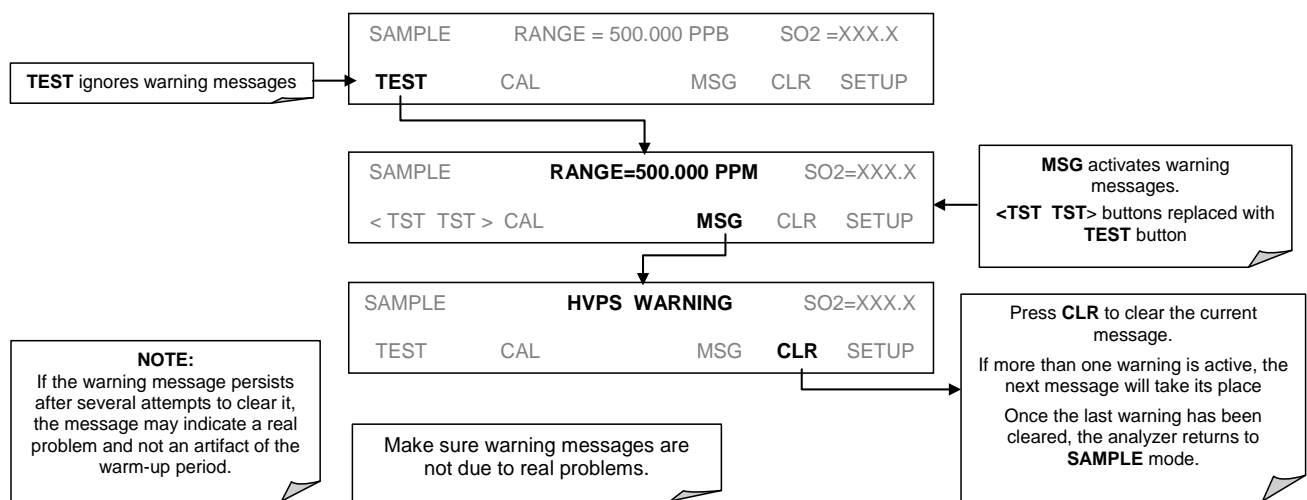 SAMPLE RANGE = 500.000 PPB SO2 =XXX.X
TEST ignores warning messages
TEST CAL MSG CLR SETUP
SAMPLE RANGE=500.000 PPM SO2=XXX.X
< TST TST > CAL MSG CLR SETUP
MSG activates warning
messages.
<TST TST> buttons replaced with
TEST button
SAMPLE HVPS WARNING SO2=XXX.X
TEST CAL MSG CLR SETUP
Press CLR to clear the current
message.
If more than one warning is active, the
next message will take its place
Once the last warning has been
cleared, the analyzer returns to
SAMPLE mode.
NOTE:
If the warning message persists
after several attempts to clear it,
the message may indicate a real
problem and not an artifact of the
warm-up period.
Make sure warning messages are
not due to real problems.